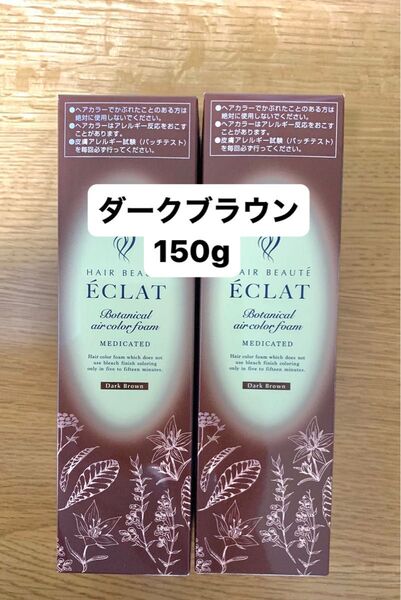 ●ヘアカラーでかぶれたことのある方は
絶対に使用しないでください。
●ヘアカラーはアレルギー反応をおこす
ことがあります。
●皮膚アレルギー試験（パッチテスト）
を毎回必ず行ってください。
●ヘアカラーでかぶれたことのある方は
絶対に使用しないでください。
●ヘアカラーはアレルギー反応をおこす
ことがあります。
●皮膚アレルギー試験（パッチテスト）
を毎回必ず行ってください。
ダークブラウン
150g
HAIR BEAU
ÉCLAT
Botanical
air color foam
MEDICATED
Hair color foam which does not
use bleach finish coloring
only in five to fifteen minutes.
Dark Brown
HAIR BEAUTÉ
ÉCLAT
Botanical
air color foam
MEDICATED
Hair color foam which does not
use bleach finish coloring
only in five to fifteen minutes.
Dark Brown